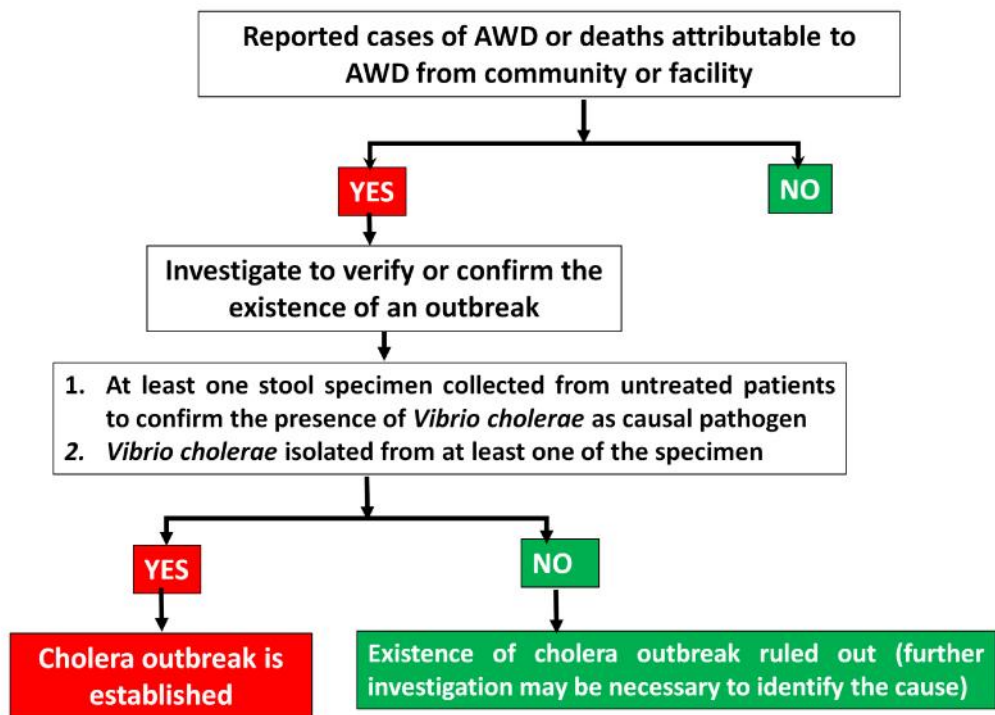 Reported cases of AWD or deaths attributable to
AWD from community or facility
YES
NO
Investigate to verify or confirm the
existence of an outbreak
1. At least one stool specimen collected from untreated patients
to confirm the presence of Vibrio cholerae as causal pathogen
2. Vibrio cholerae isolated from at least one of the specimen
YES
NO
Cholera outbreak is
established
Existence of cholera outbreak ruled out (further
investigation may be necessary to identify the cause)